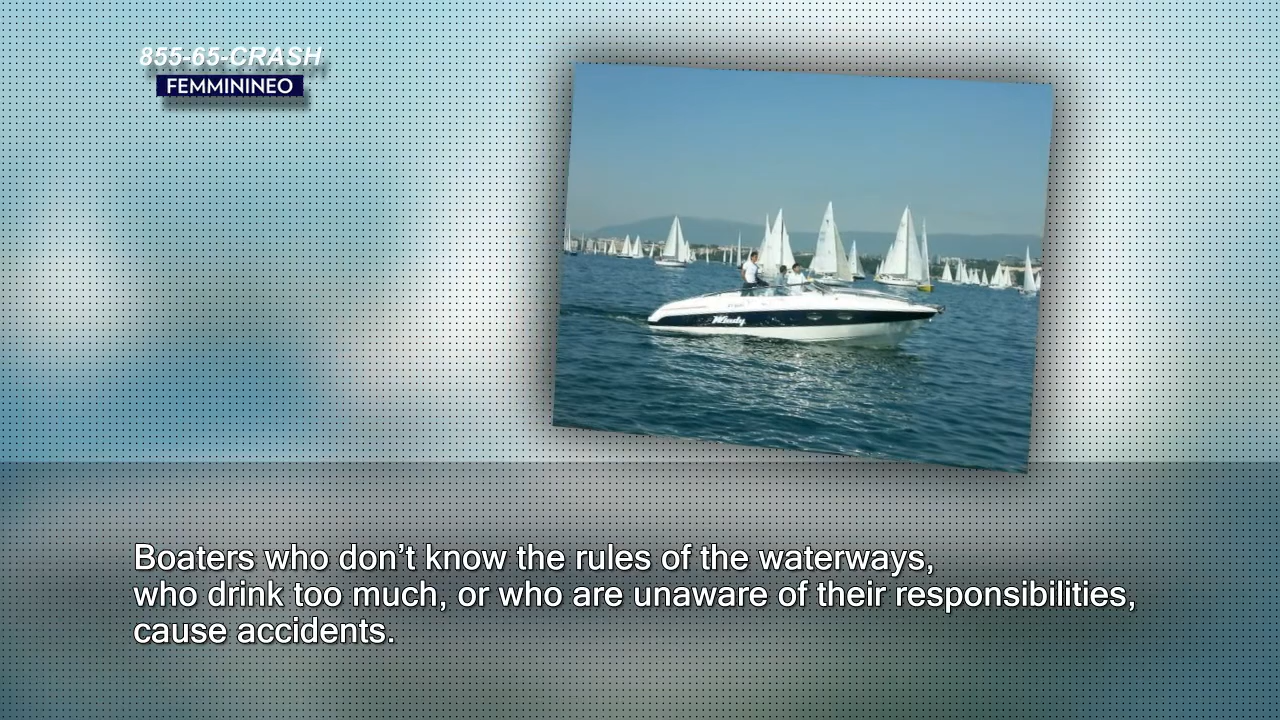 855-65-CRASH
FEMMININEO
Windy
Boaters who don’t know the rules of the waterways,
who drink too much, or who are unaware of their responsibilities,
cause accidents.